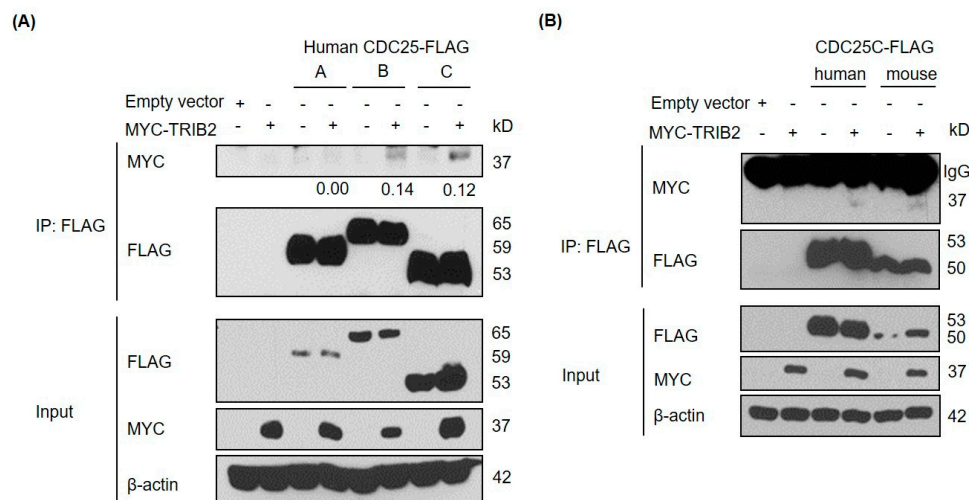 (A)
Human CDC25-FLAG
A B C
Empty vector + - - - - - - -
MYC-TRIB2 - + - + - + - + kD
MYC 37
0.00 0.14 0.12
IP: FLAG
FLAG 65
59
53
Input
FLAG 65
59
53
MYC 37
β-actin 42
(B)
CDC25C-FLAG
human mouse
Empty vector + - - - - -
MYC-TRIB2 - + - + - + kD
MYC IgG
37
IP: FLAG
FLAG 53
50
Input
FLAG 53
50
MYC 37
β-actin 42